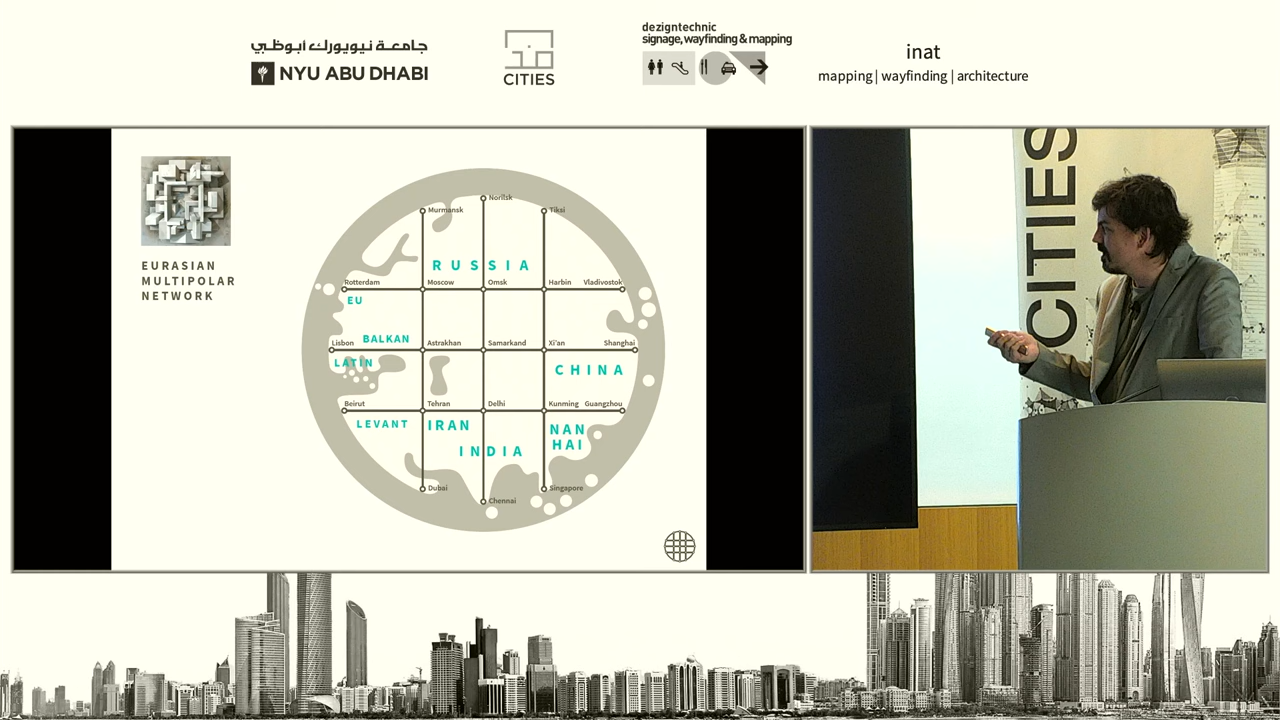 جامعة نيويورك أبوظبي
NYU ABU DHABI
CITIES
dezigntechnic
signage, wayfinding & mapping
inat
mapping | wayfinding | architecture
EURASIAN
MULTIPOLAR
NETWORK
Norilsk
Murmansk
Tikai
RUSSIA
Rotterdam
Moscow
Omsk
Harbin
Vladivostok
EU
BALKAN
Lisbon
Astrakhan
Samarkand
Xi'an
Shanghai
LATIN
CHINA
Beirut
Tehran
Delhi
Kunming
Guangzhou
LEVANT
IRAN
NAN
HAI
INDIA
Dubai
Chennai
Singapore
CITIES